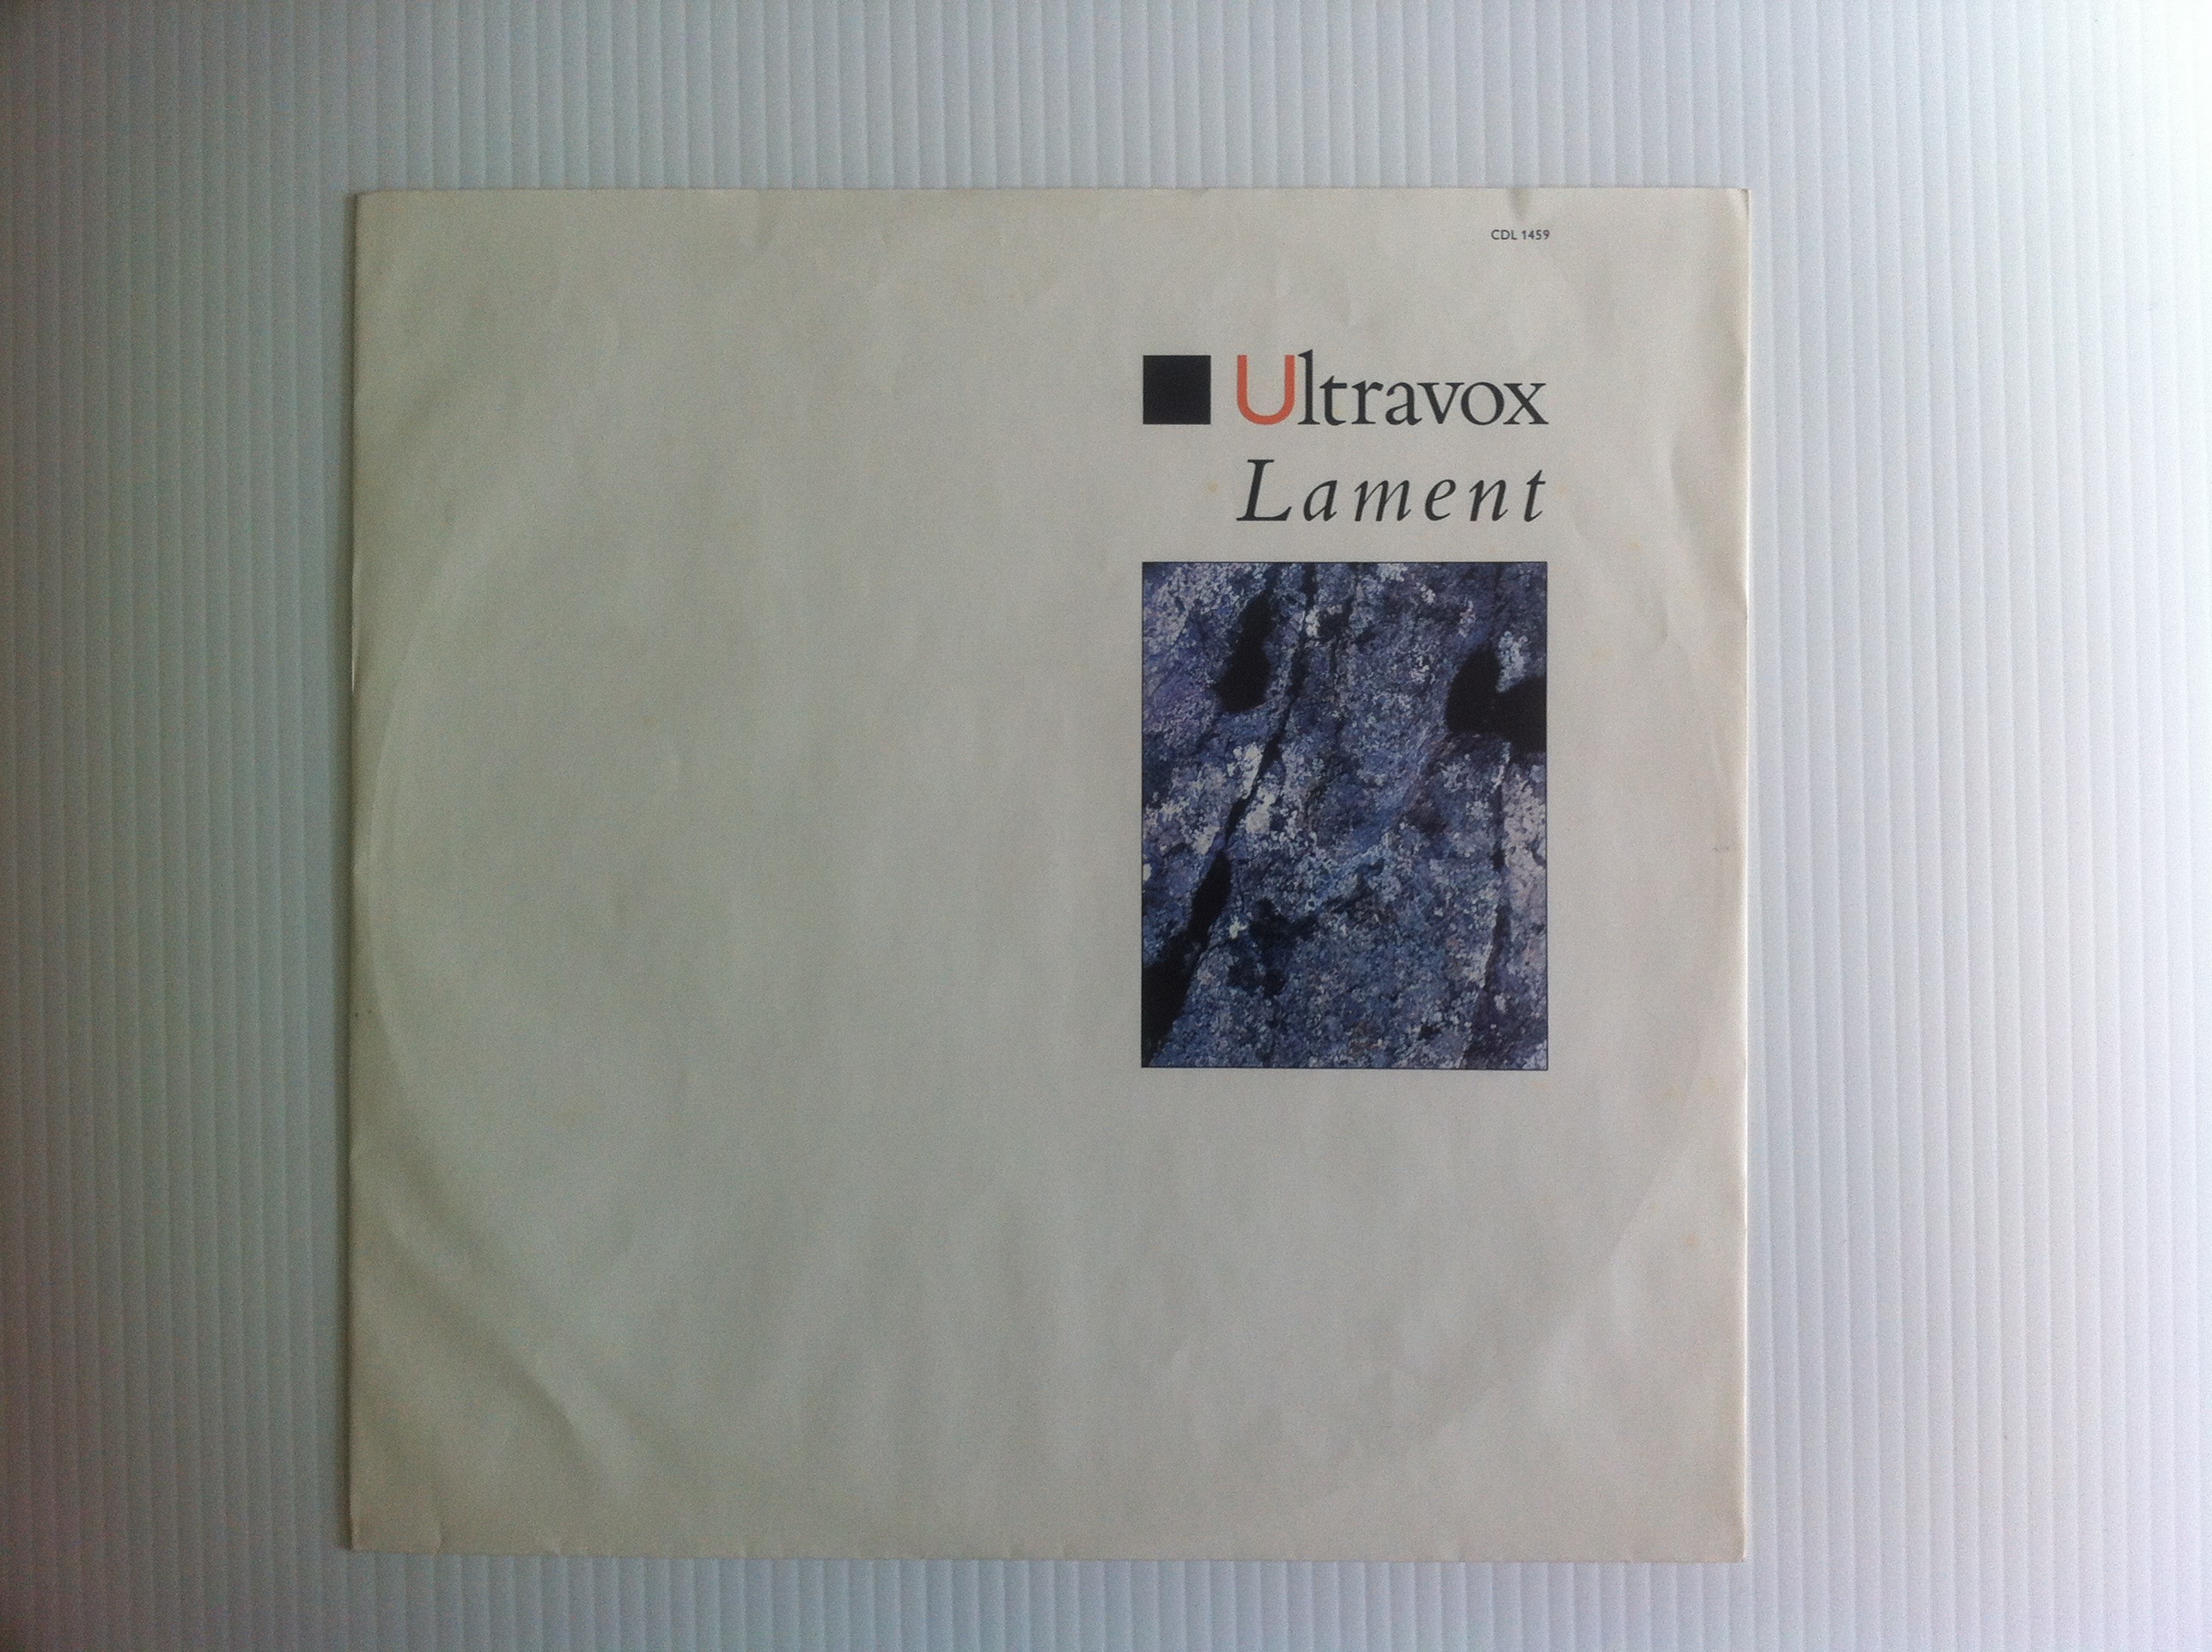 CDL 1459
Ultravox
Lament